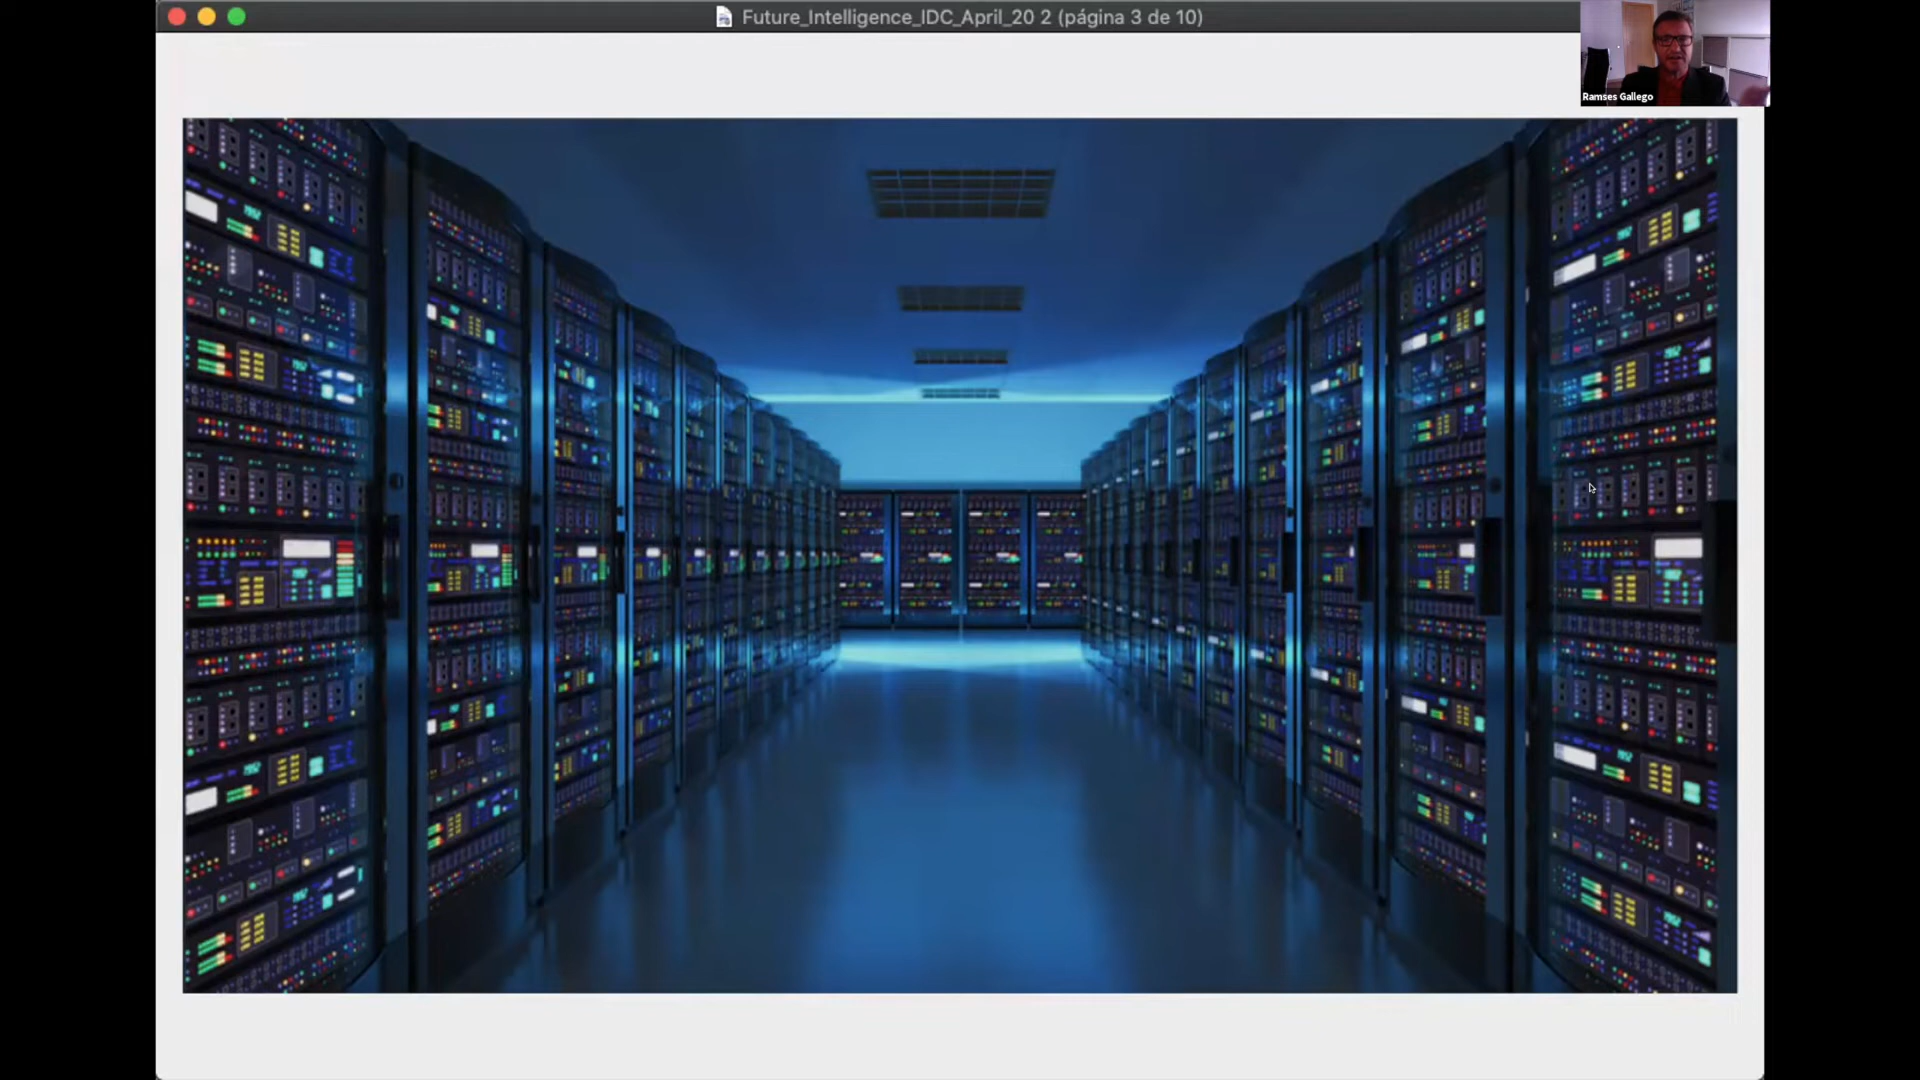 Future_Intelligence_IDC_April_20 2 (página 3 de 10)
Ramses Gallego